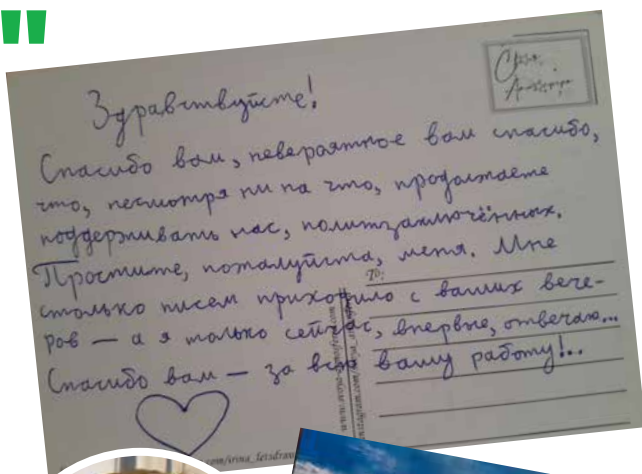 "
Здравствуйте!
Спасибо вам, невероятное вам спасибо,
что, несмотря ни на что, продолжаете
поддерживать нас, политзаключённых.
Простите, пожалуйста, меня. Мне
To:
столько писем приходило с ваших вече-
ров — а я только сейчас, впервые, отвечаю...
Спасибо вам — за всю вашу работу!..